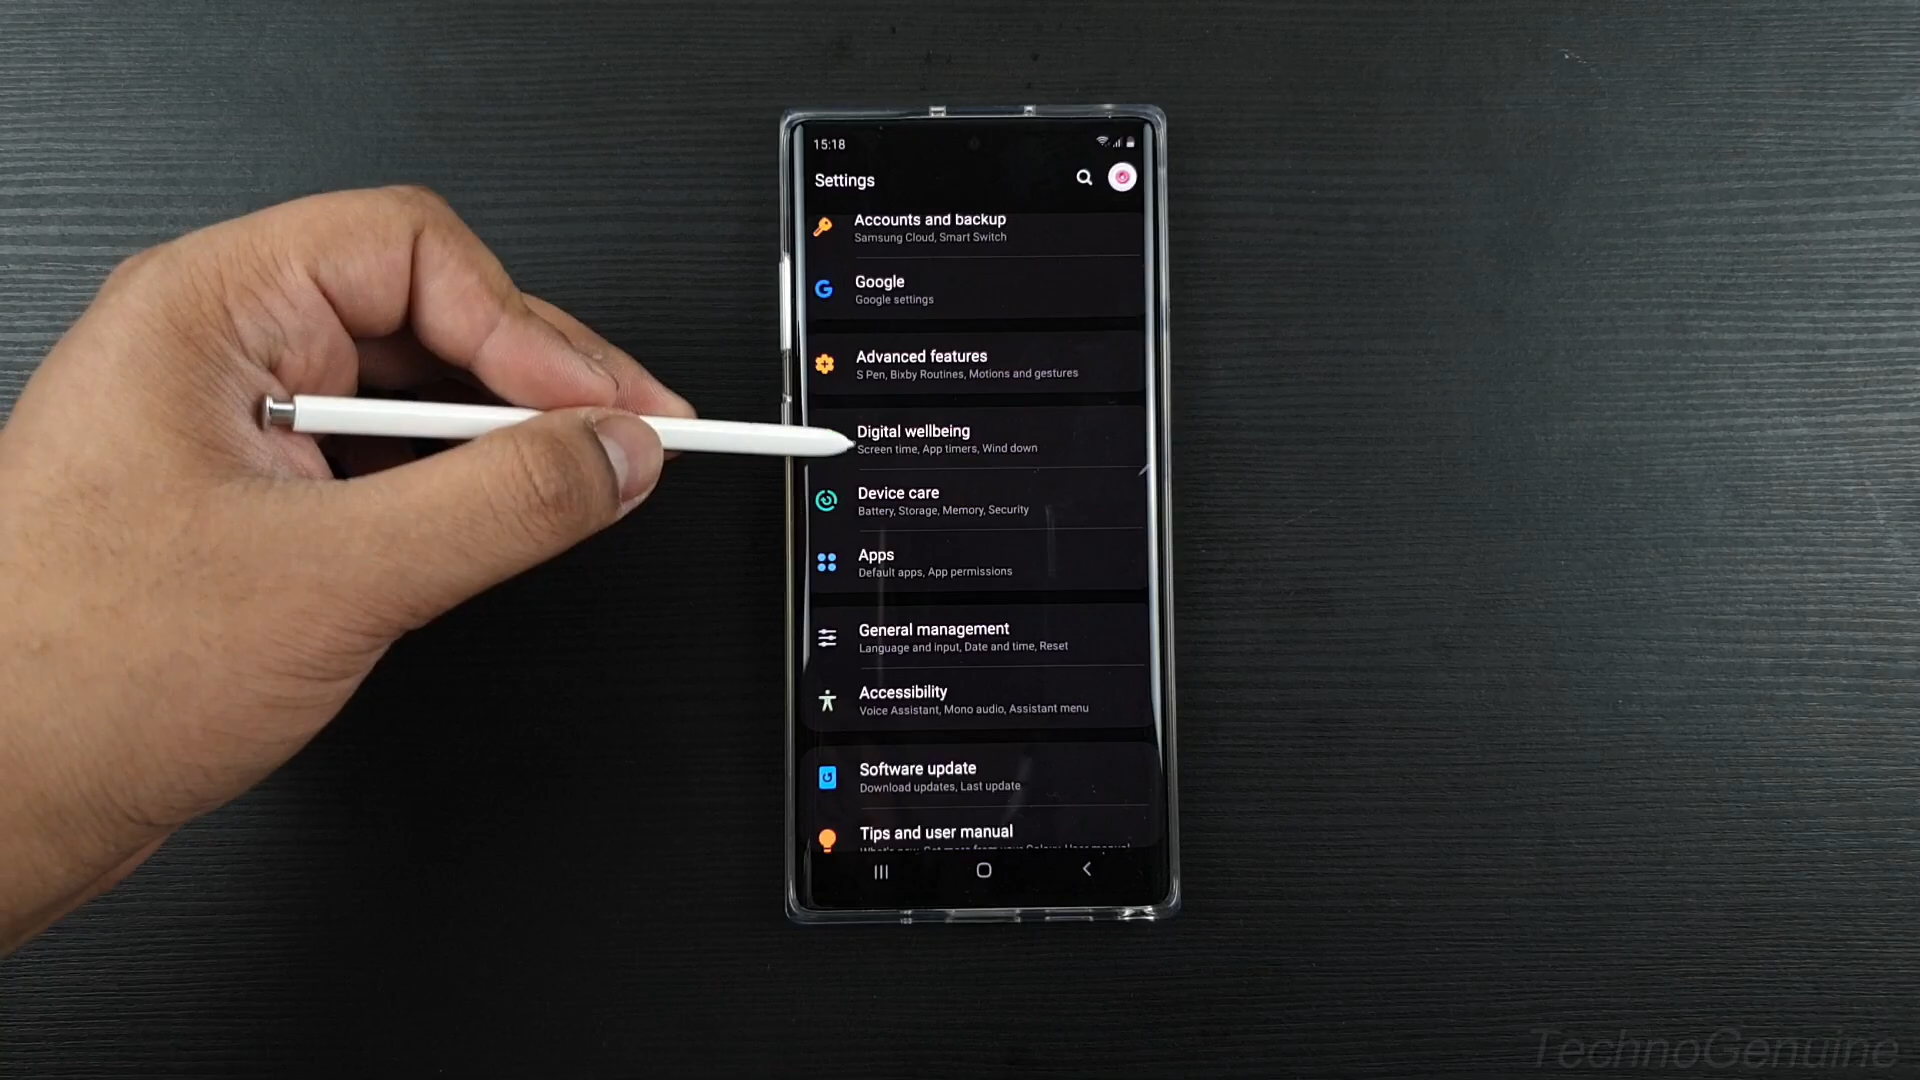 15:18
Settings
Accounts and backup
Samsung Cloud, Smart Switch
Google
Google settings
Advanced features
S Pen, Bixby Routines, Motions and gestures
Digital wellbeing
Screen time, App timers, Wind down
Device care
Battery, Storage, Memory, Security
Apps
Default apps, App permissions
General management
Language and input, Date and time, Reset
Accessibility
Voice Assistant, Mono audio, Assistant menu
Software update
Download updates, Last update
Tips and user manual
TechnoGenuine